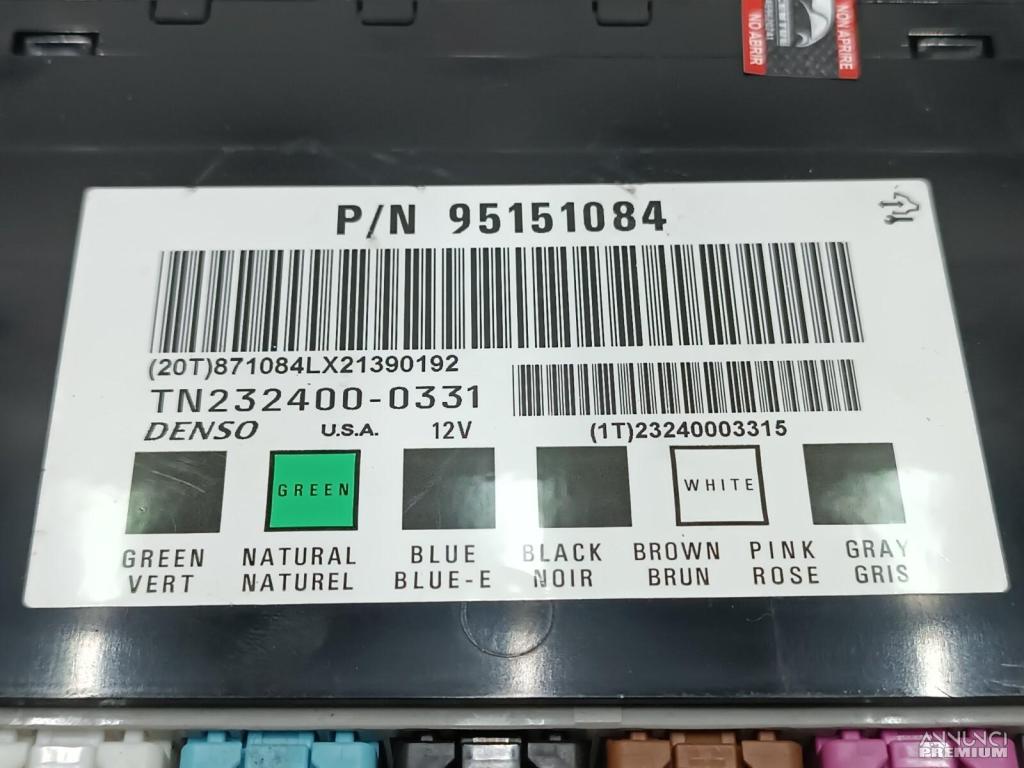 NO ABRIR
NON APRIRE
P/N 95151084
(20T)871084LX21390192
TN232400-0331
DENSO U.S.A. 12V
(1T)23240003315
GREEN WHITE
GREEN NATURAL BLUE BLACK BROWN PINK GRAY
VERT NATUREL BLUE-E NOIR BRUN ROSE GRIS
ANNUNCI
PREMIUM